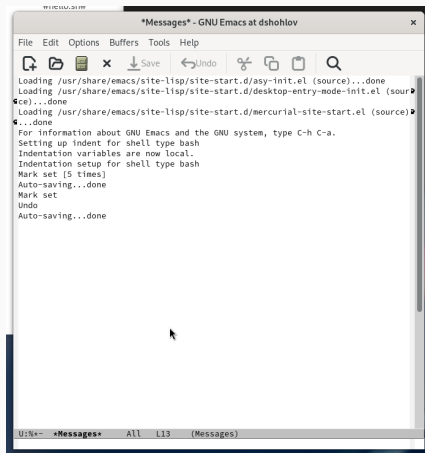 *Messages* - GNU Emacs at dshohlov ×
File Edit Options Buffers Tools Help
Save Undo
Loading /usr/share/emacs/site-lisp/site-start.d/asy-init.el (source)...done
Loading /usr/share/emacs/site-lisp/site-start.d/desktop-entry-mode-init.el (sour
ce)...done
Loading /usr/share/emacs/site-lisp/site-start.d/mercurial-site-start.el (source)
...done
For information about GNU Emacs and the GNU system, type C-h C-a.
Setting up indent for shell type bash
Indentation variables are now local.
Indentation setup for shell type bash
Mark set [5 times]
Auto-saving...done
Mark set
Undo
Auto-saving...done
U:%*- *Messages* All L13 (Messages)